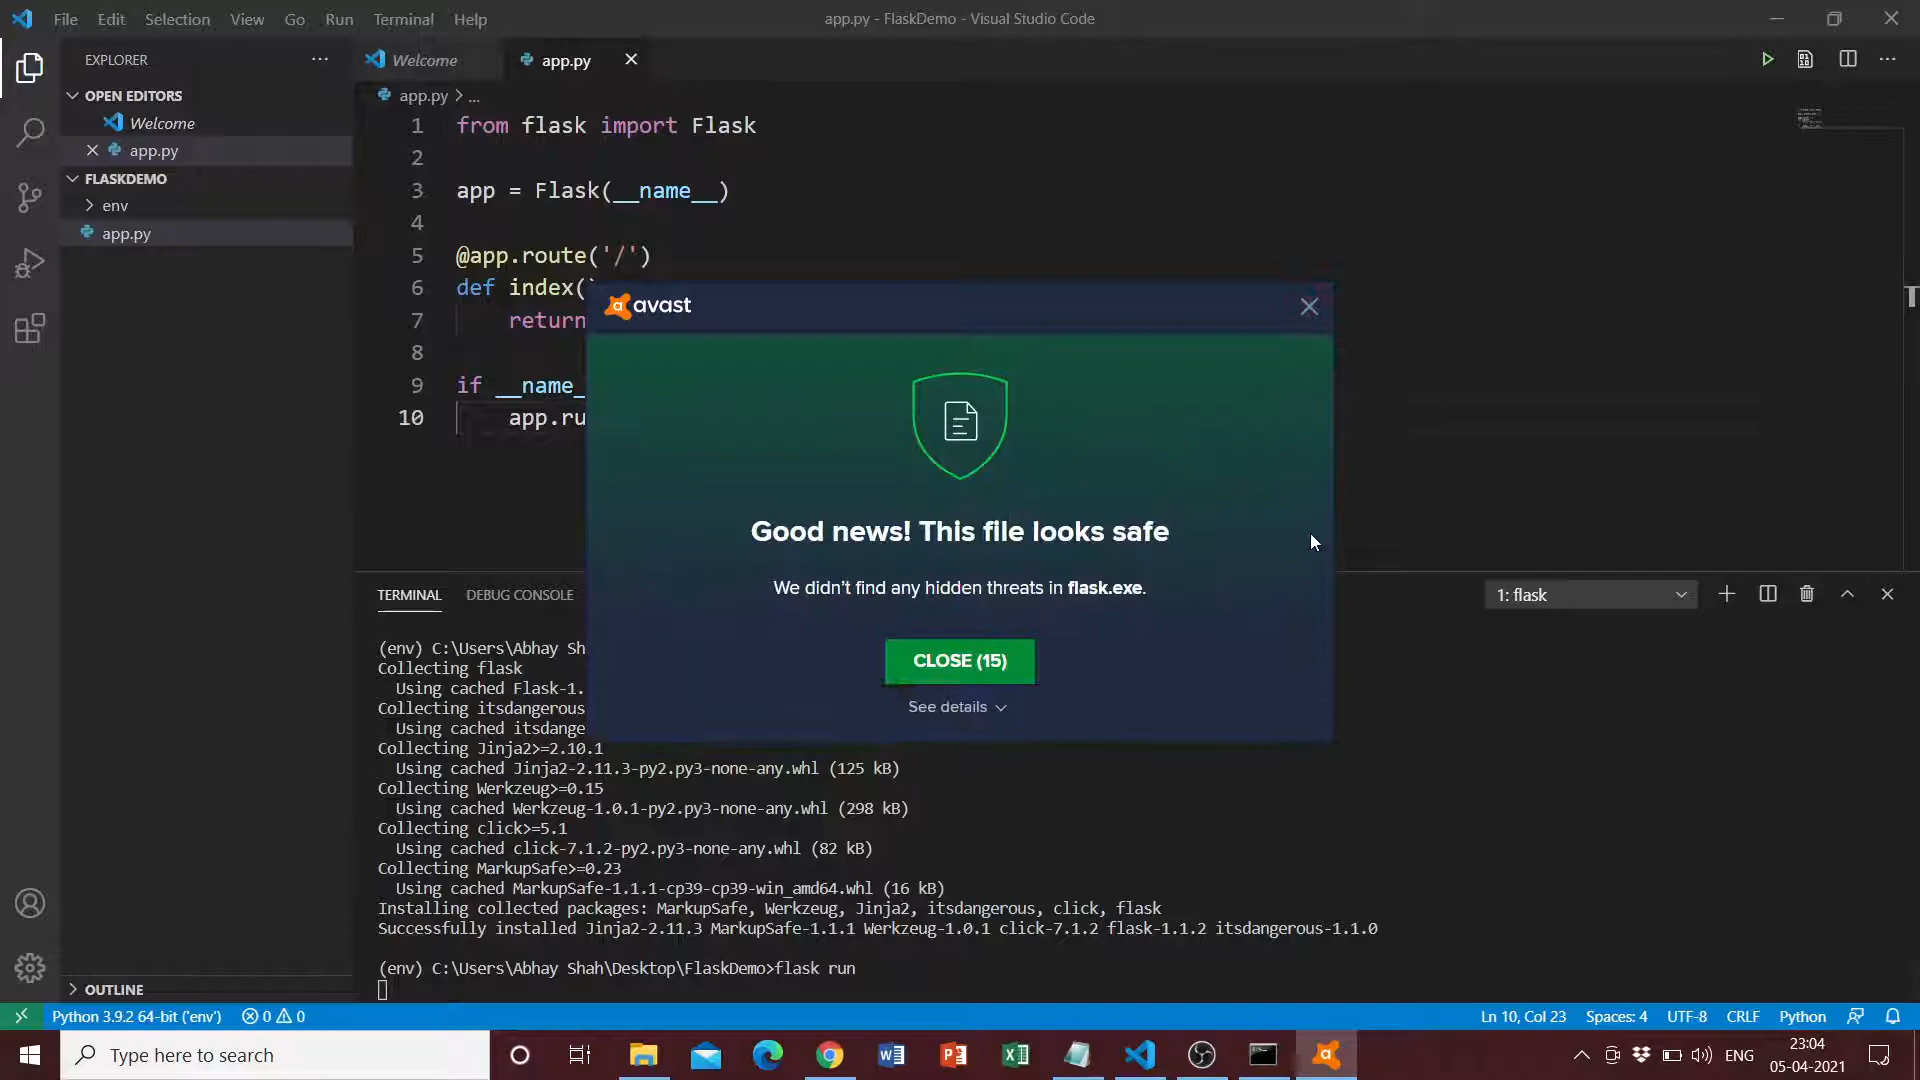 File Edit Selection View Go Run Terminal Help
app.py - FlaskDemo - Visual Studio Code
EXPLORER
OPEN EDITORS
Welcome
app.py
FLASKDEMO
env
app.py
OUTLINE
Welcome
app.py
app.py > ...
1 from flask import Flask
2
3 app = Flask(__name__)
4
5 @app.route('/')
6 def index(
7 return
8
9 if __name_
10 app.ru
avast
Good news! This file looks safe
We didn't find any hidden threats in flask.exe.
CLOSE (15)
See details
TERMINAL DEBUG CONSOLE
1: flask
(env) C:\Users\Abhay Sh
Collecting flask
Using cached Flask-1.
Collecting itsdangerous
Using cached itsdange
Collecting Jinja2>=2.10.1
Using cached Jinja2-2.11.3-py2.py3-none-any.whl (125 kB)
Collecting Werkzeug>=0.15
Using cached Werkzeug-1.0.1-py2.py3-none-any.whl (298 kB)
Collecting click>=5.1
Using cached click-7.1.2-py2.py3-none-any.whl (82 kB)
Collecting MarkupSafe>=0.23
Using cached MarkupSafe-1.1.1-cp39-cp39-win_amd64.whl (16 kB)
Installing collected packages: MarkupSafe, Werkzeug, Jinja2, itsdangerous, click, flask
Successfully installed Jinja2-2.11.3 MarkupSafe-1.1.1 Werkzeug-1.0.1 click-7.1.2 flask-1.1.2 itsdangerous-1.1.0
(env) C:\Users\Abhay Shah\Desktop\FlaskDemo>flask run
Python 3.9.2 64-bit ('env') 0 0
Ln 10, Col 23 Spaces: 4 UTF-8 CRLF Python
Type here to search
ENG
23:04
05-04-2021